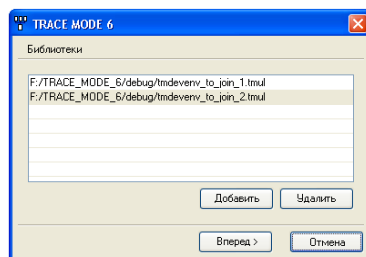 TRACE MODE 6
Библиотеки
F:/TRACE_MODE_6/debug/tmdevenv_to_join_1.tmul
F:/TRACE_MODE_6/debug/tmdevenv_to_join_2.tmul
Добавить Удалить
Вперед > Отмена